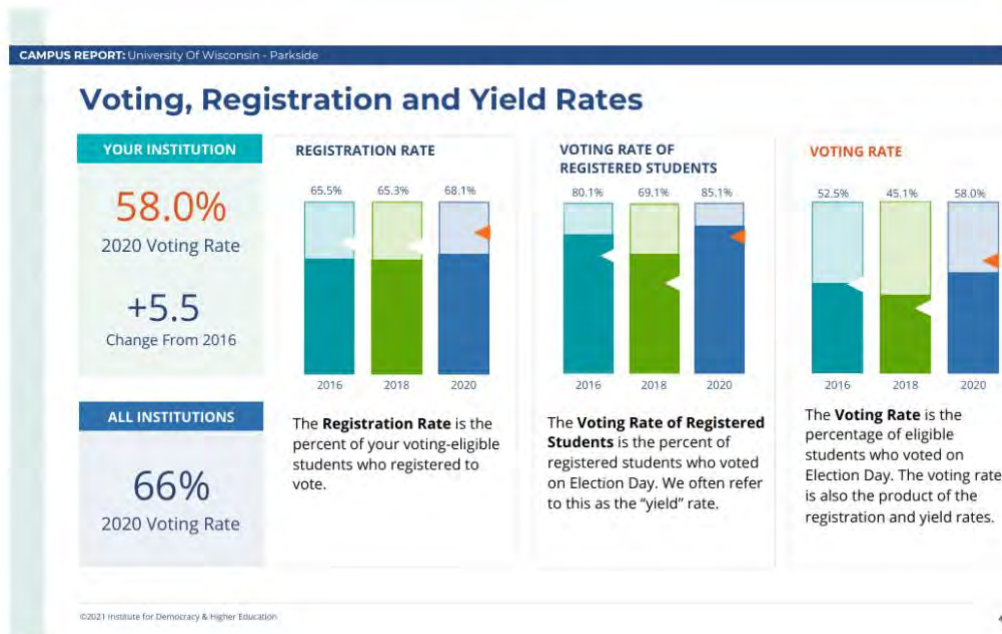 CAMPUS REPORT: University Of Wisconsin - Parkside
Voting, Registration and Yield Rates
YOUR INSTITUTION
58.0%
2020 Voting Rate
+5.5
Change From 2016
ALL INSTITUTIONS
66%
2020 Voting Rate
REGISTRATION RATE
65.5% 65.3% 68.1%
2016 2018 2020
The Registration Rate is the
percent of your voting-eligible
students who registered to
vote.
VOTING RATE OF
REGISTERED STUDENTS
80.1% 69.1% 85.1%
2016 2018 2020
The Voting Rate of Registered
Students is the percent of
registered students who voted
on Election Day. We often refer
to this as the “yield” rate.
VOTING RATE
52.5% 45.1% 58.0%
2016 2018 2020
The Voting Rate is the
percentage of eligible
students who voted on
Election Day. The voting rate
is also the product of the
registration and yield rates.
©2021 Institute for Democracy & Higher Education